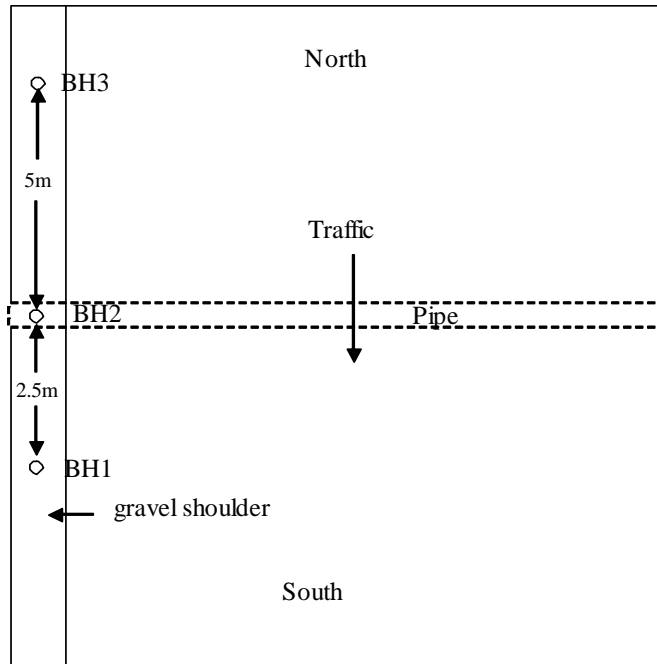 North
BH3
5m
Traffic
BH2
Pipe
2.5m
BH1
gravel shoulder
South